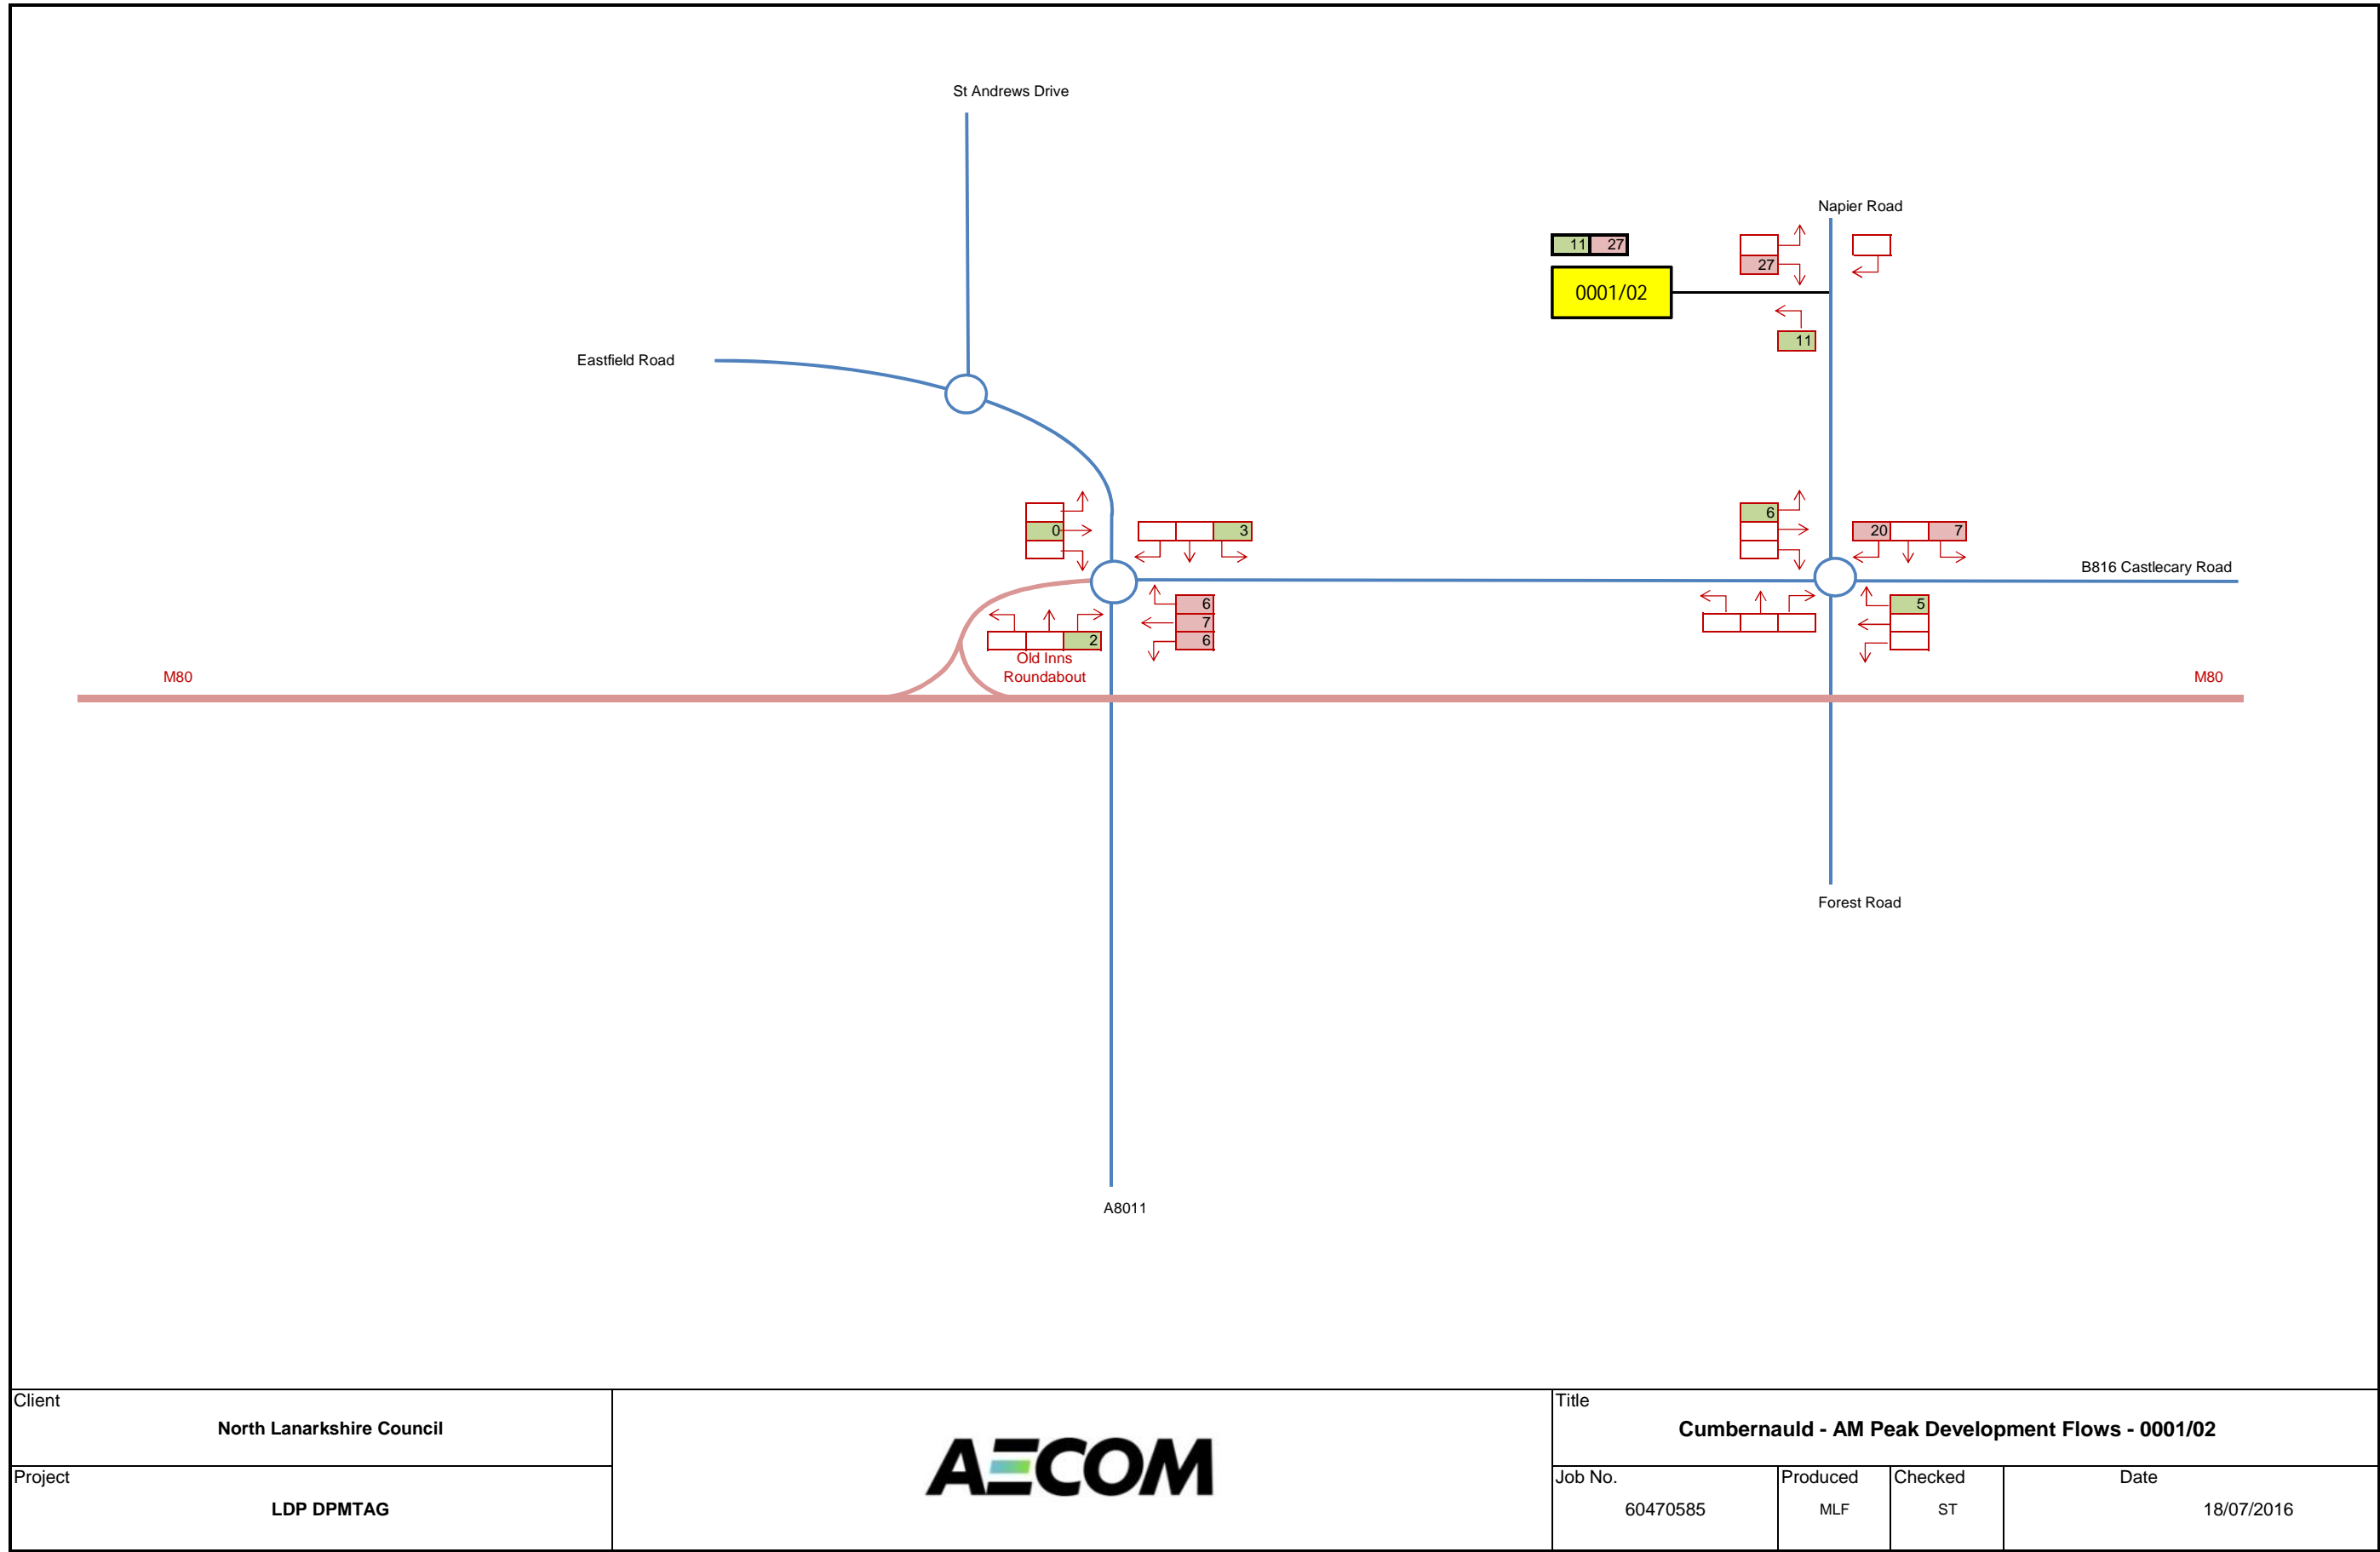 St Andrews Drive
Napier Road
11 27
27
0001/02
11
Eastfield Road
0
3
6
20 7
B816 Castlecary Road
6
7
6
5
2
Old Inns
Roundabout
M80
M80
Forest Road
A8011
Client
North Lanarkshire Council
Project
LDP DPMTAG
AECOM
Title
Cumbernauld - AM Peak Development Flows - 0001/02
Job No.
60470585
Produced
MLF
Checked
ST
Date
18/07/2016